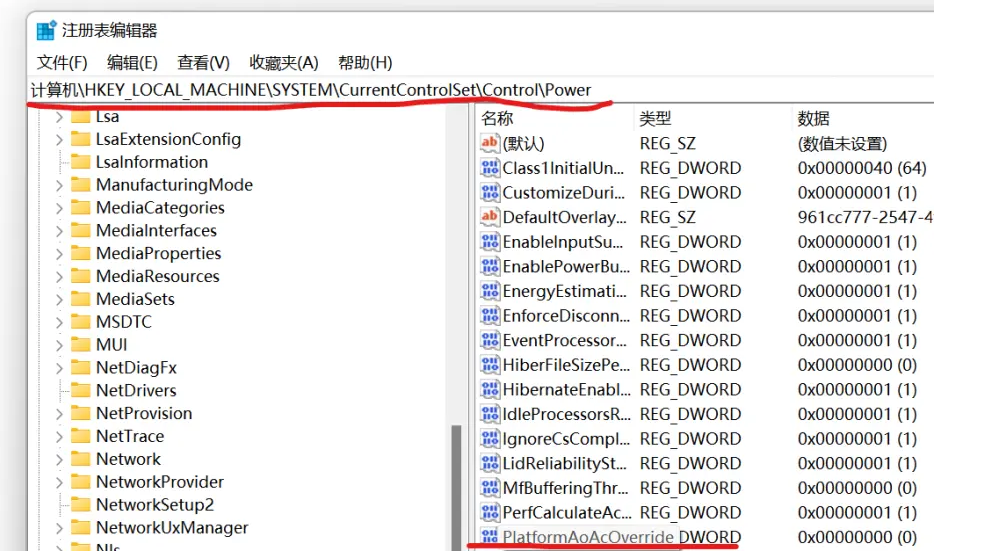 注册表编辑器
文件(F) 编辑(E) 查看(V) 收藏夹(A) 帮助(H)
计算机\HKEY_LOCAL_MACHINE\SYSTEM\CurrentControlSet\Control\Power
Lsa
LsaExtensionConfig
LsaInformation
ManufacturingMode
MediaCategories
MediaInterfaces
MediaProperties
MediaResources
MediaSets
MSDTC
MUI
NetDiagFx
NetDrivers
NetProvision
NetTrace
Network
NetworkProvider
NetworkSetup2
NetworkUxManager
Nls
名称 类型 数据
(默认) REG_SZ (数值未设置)
Class1InitialUn... REG_DWORD 0x00000040 (64)
CustomizeDuri... REG_DWORD 0x00000001 (1)
DefaultOverlay... REG_SZ 961cc777-2547-4
EnableInputSu... REG_DWORD 0x00000001 (1)
EnablePowerBu... REG_DWORD 0x00000001 (1)
EnergyEstimati... REG_DWORD 0x00000001 (1)
EnforceDisconn... REG_DWORD 0x00000001 (1)
EventProcessor... REG_DWORD 0x00000001 (1)
HiberFileSizePe... REG_DWORD 0x00000000 (0)
HibernateEnabl... REG_DWORD 0x00000001 (1)
IdleProcessorsR... REG_DWORD 0x00000001 (1)
IgnoreCsCompl... REG_DWORD 0x00000001 (1)
LidReliabilitySt... REG_DWORD 0x00000001 (1)
MfBufferingThr... REG_DWORD 0x00000000 (0)
PerfCalculateAc... REG_DWORD 0x00000001 (1)
PlatformAoAcOverride DWORD 0x00000000 (0)